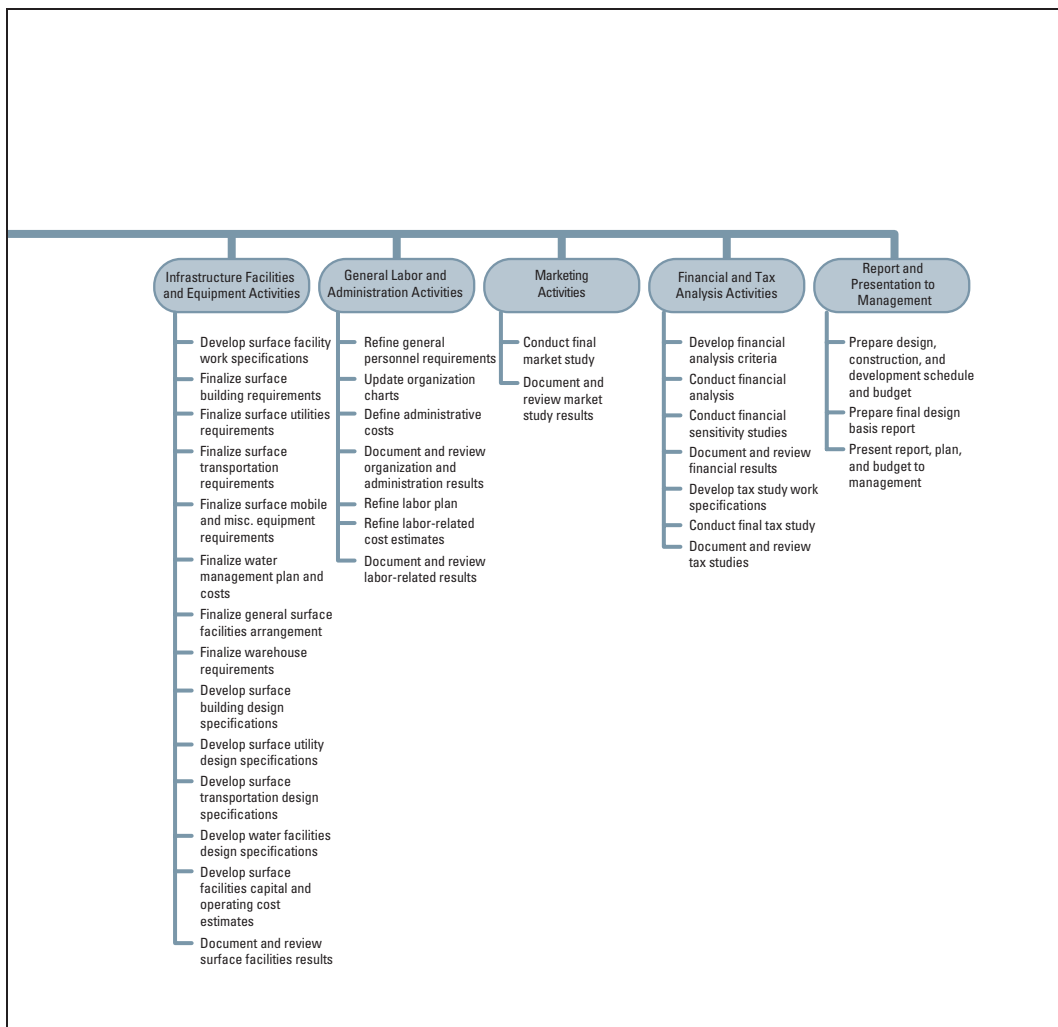 Infrastructure Facilities
and Equipment Activities
Develop surface facility
work specifications
Finalize surface
building requirements
Finalize surface utilities
requirements
Finalize surface
transportation
requirements
Finalize surface mobile
and misc. equipment
requirements
Finalize water
management plan and
costs
Finalize general surface
facilities arrangement
Finalize warehouse
requirements
Develop surface
building design
specifications
Develop surface utility
design specifications
Develop surface
transportation design
specifications
Develop water facilities
design specifications
Develop surface
facilities capital and
operating cost
estimates
Document and review
surface facilities results
General Labor and
Administration Activities
Refine general
personnel requirements
Update organization
charts
Define administrative
costs
Document and review
organization and
administration results
Refine labor plan
Refine labor-related
cost estimates
Document and review
labor-related results
Marketing
Activities
Conduct final
market study
Document and
review market
study results
Financial and Tax
Analysis Activities
Develop financial
analysis criteria
Conduct financial
analysis
Conduct financial
sensitivity studies
Document and review
financial results
Develop tax study work
specifications
Conduct final tax study
Document and review
tax studies
Report and
Presentation to
Management
Prepare design,
construction, and
development schedule
and budget
Prepare final design
basis report
Present report, plan,
and budget to
management